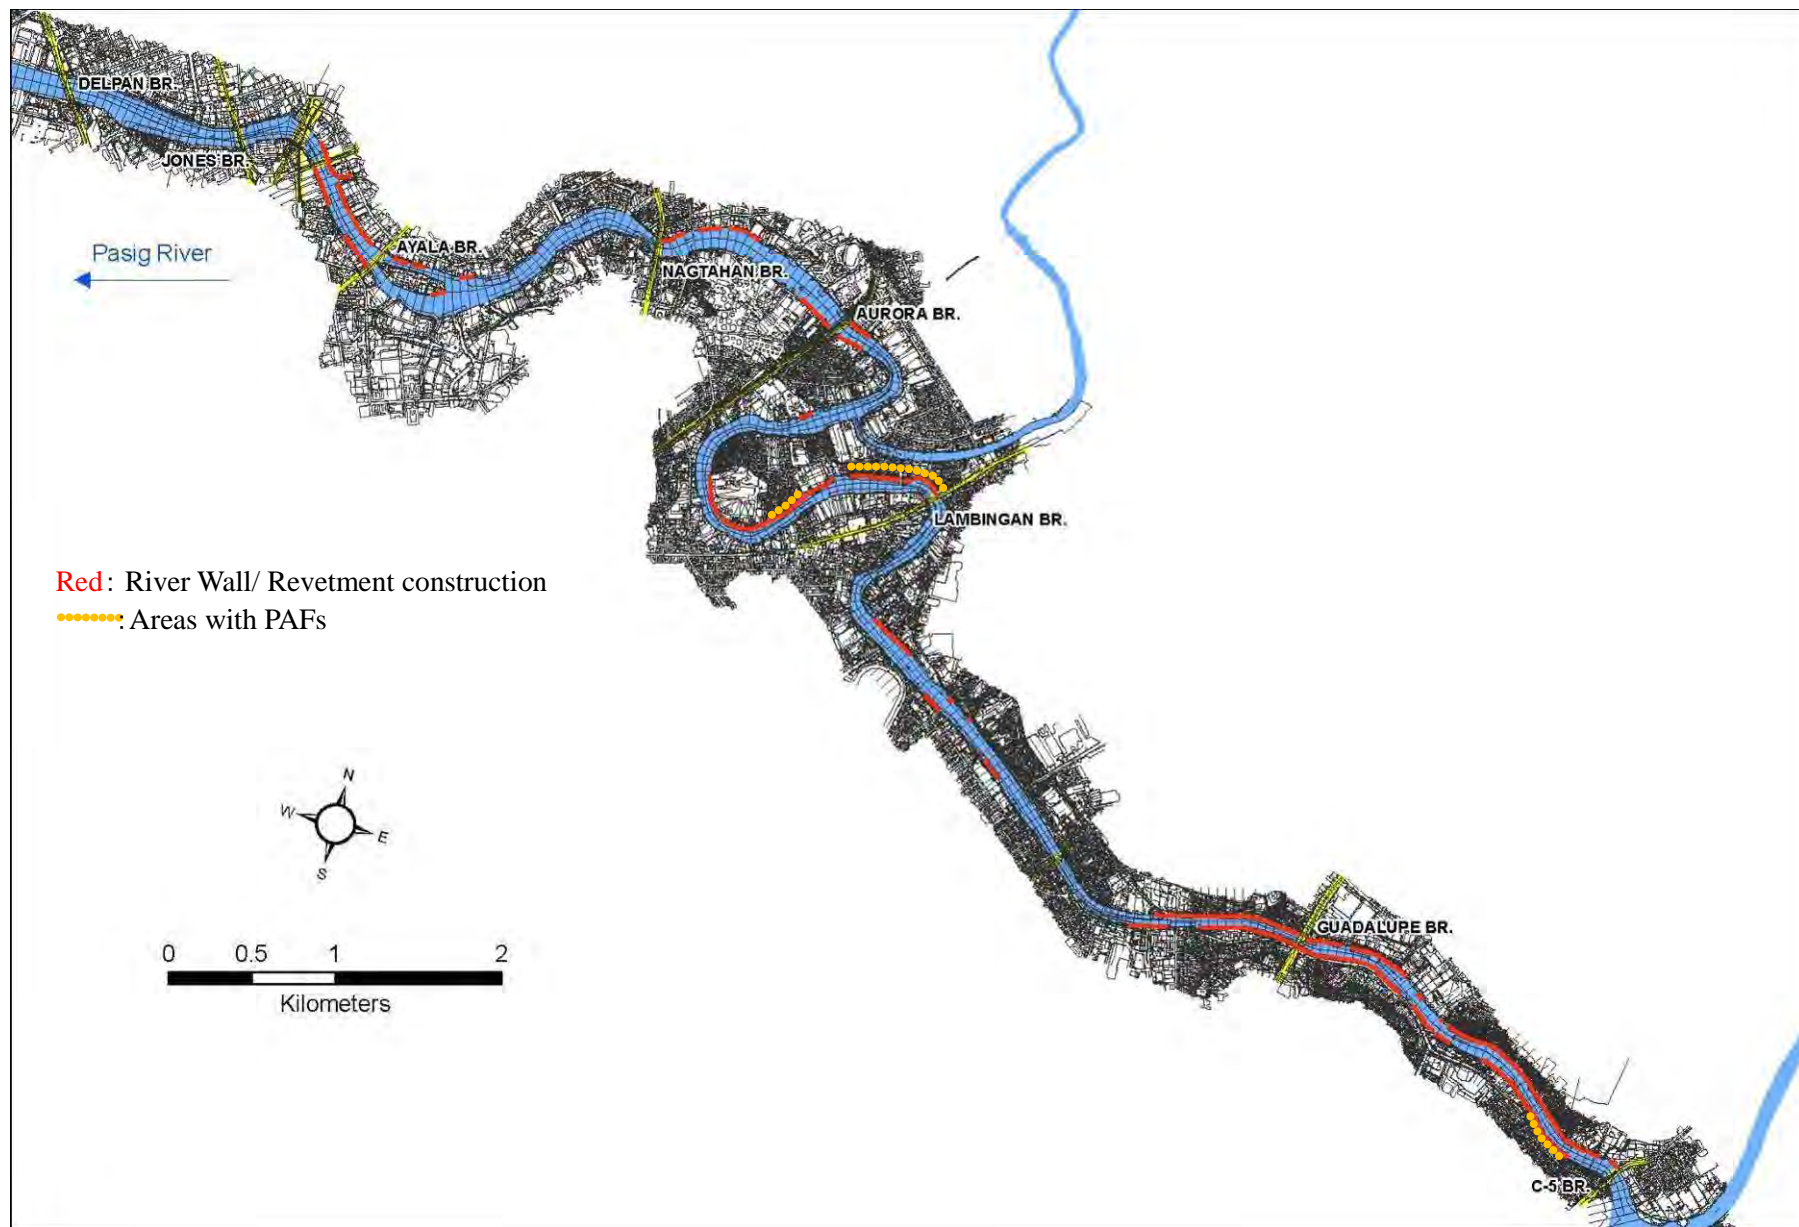 DELPAN BR.
JONES BR.
Pasig River
AYALA BR.
NAGTAHAN BR.
AURORA BR.
LAMBINGAN BR.
Red: River Wall/ Revetment construction
: Areas with PAFs
N
W
E
S
0 0.5 1 2
Kilometers
GUADALUPE BR.
C-5 BR.